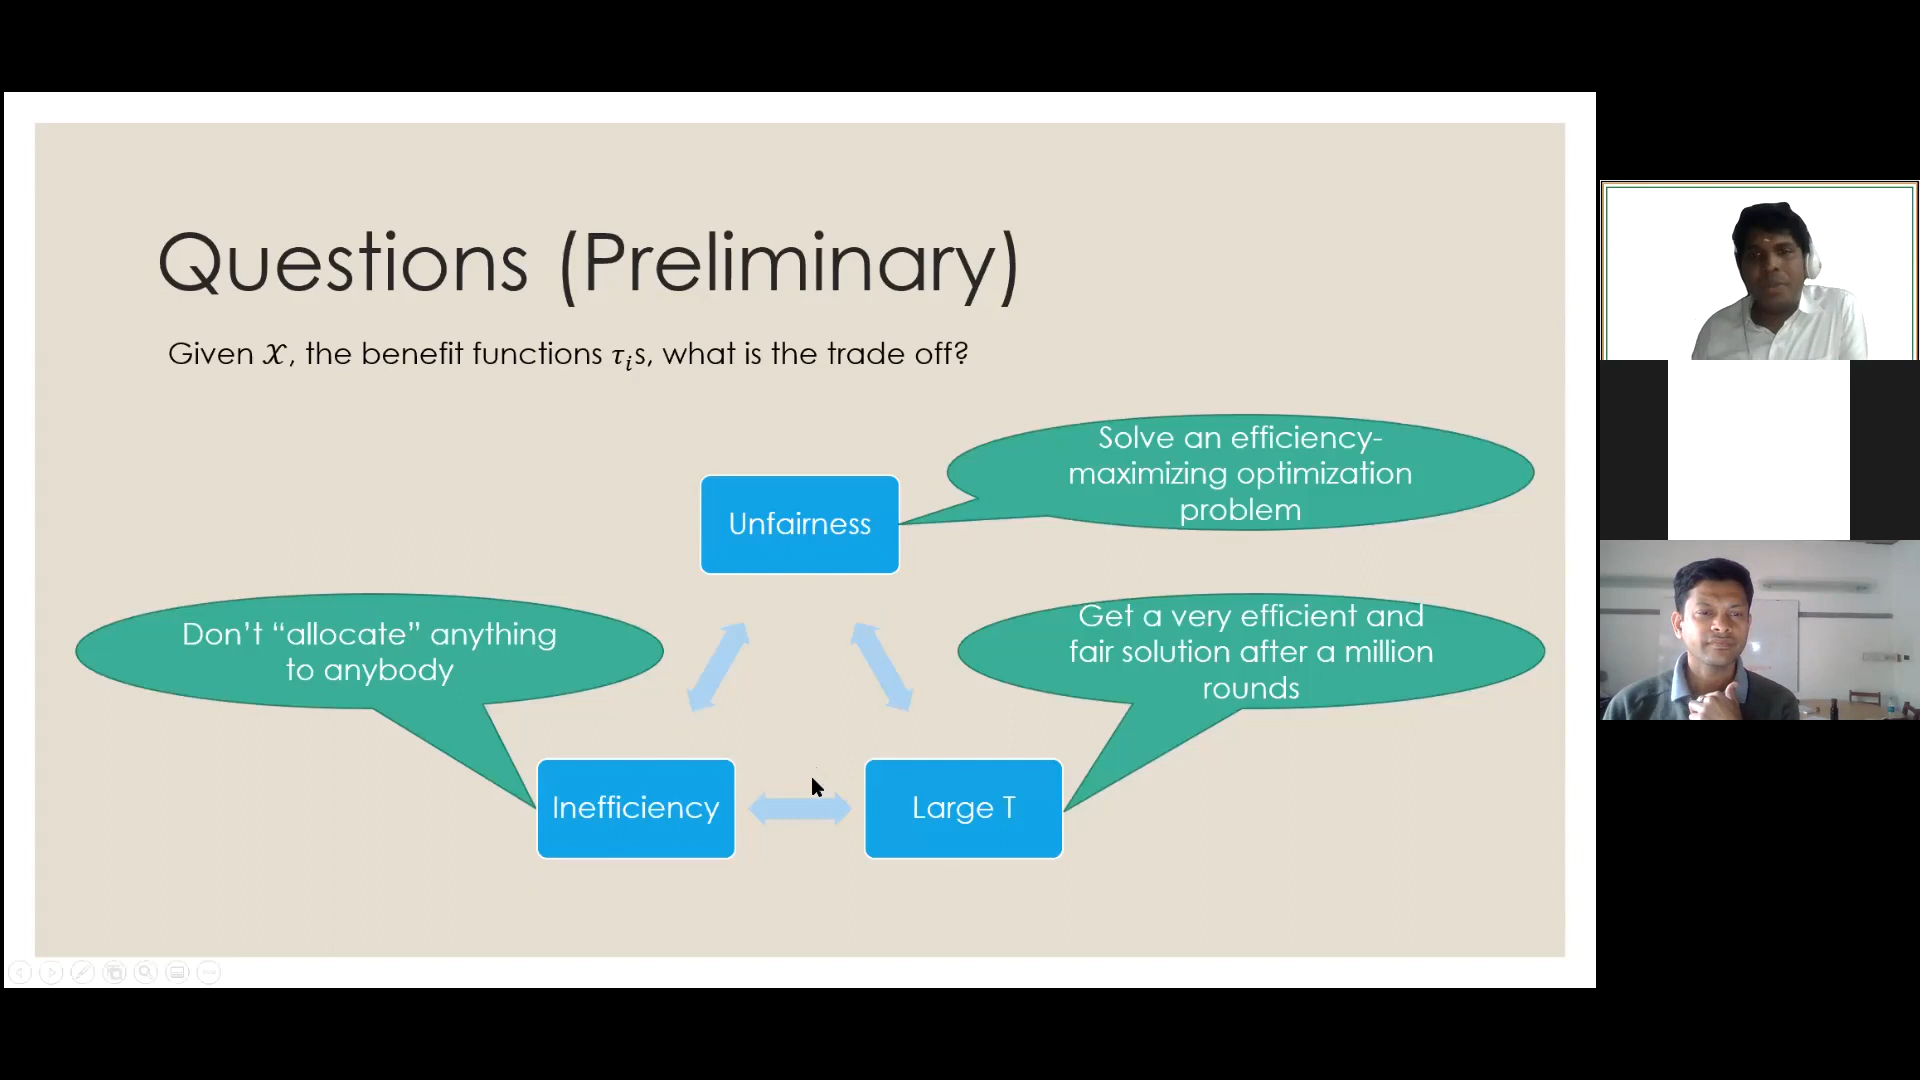 Questions (Preliminary)
Given 𝒳, the benefit functions τᵢs, what is the trade off?
Solve an efficiency-
maximizing optimization
problem
Unfairness
Don’t “allocate” anything
to anybody
Get a very efficient and
fair solution after a million
rounds
Inefficiency
Large T